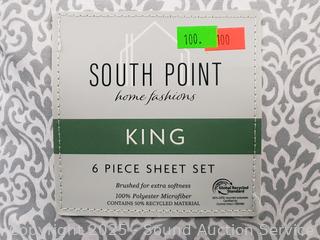 100.
100
SOUTH POINT
home fashions
KING
6 PIECE SHEET SET
Brushed for extra softness
100% Polyester Microfiber
CONTAINS 50% RECYCLED MATERIAL
Global Recycled
Standard
Copyright 2025 - Sound Auction Service